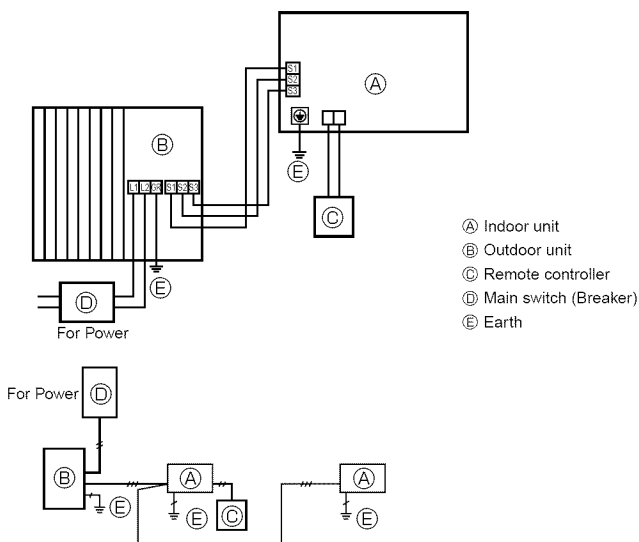 S1
S2
S3
Ⓐ
Ⓔ
Ⓑ
L1 L2 GR S1 S2 S3
Ⓒ
Ⓔ
Ⓓ
For Power
Ⓐ Indoor unit
Ⓑ Outdoor unit
Ⓒ Remote controller
Ⓓ Main switch (Breaker)
Ⓔ Earth
For Power Ⓓ
Ⓑ Ⓔ Ⓐ Ⓔ Ⓒ Ⓐ Ⓔ